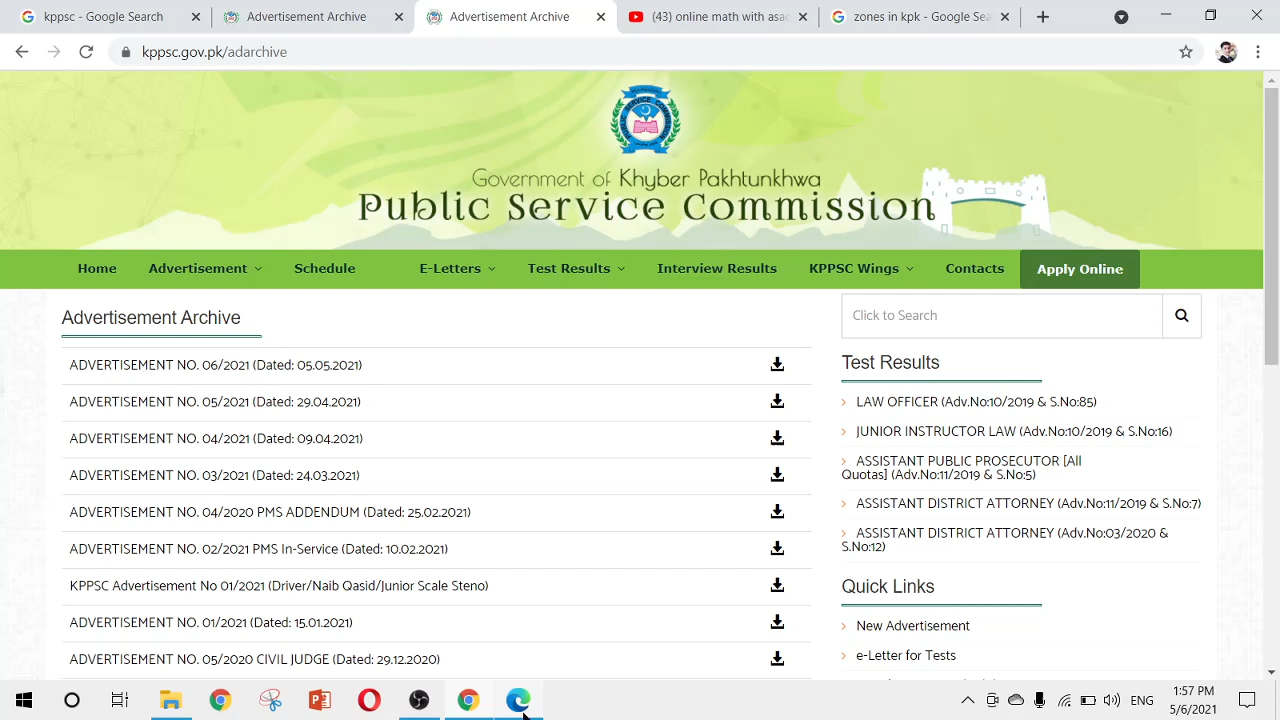 kppsc - Google Search
Advertisement Archive
Advertisement Archive
(43) online math with asad
zones in kpk - Google Sea
kppsc.gov.pk/adarchive
PUBLIC SERVICE COMMISSION
Government of Khyber Pakhtunkhwa
Public Service Commission
Home
Advertisement
Schedule
E-Letters
Test Results
Interview Results
KPPSC Wings
Contacts
Apply Online
Advertisement Archive
ADVERTISEMENT NO. 06/2021 (Dated: 05.05.2021)
ADVERTISEMENT NO. 05/2021 (Dated: 29.04.2021)
ADVERTISEMENT NO. 04/2021 (Dated: 09.04.2021)
ADVERTISEMENT NO. 03/2021 (Dated: 24.03.2021)
ADVERTISEMENT NO. 04/2020 PMS ADDENDUM (Dated: 25.02.2021)
ADVERTISEMENT NO. 02/2021 PMS In-Service (Dated: 10.02.2021)
KPPSC Advertisement No 01/2021 (Driver/Naib Qasid/Junior Scale Steno)
ADVERTISEMENT NO. 01/2021 (Dated: 15.01.2021)
ADVERTISEMENT NO. 05/2020 CIVIL JUDGE (Dated: 29.12.2020)
Click to Search
Test Results
LAW OFFICER (Adv.No:10/2019 & S.No:85)
JUNIOR INSTRUCTOR LAW (Adv.No:10/2019 & S.No:16)
ASSISTANT PUBLIC PROSECUTOR [All
Quotas] (Adv.No:11/2019 & S.No:5)
ASSISTANT DISTRICT ATTORNEY (Adv.No:11/2019 & S.No:7)
ASSISTANT DISTRICT ATTORNEY (Adv.No:03/2020 &
S.No:12)
Quick Links
New Advertisement
e-Letter for Tests
ENG
1:57 PM
5/6/2021